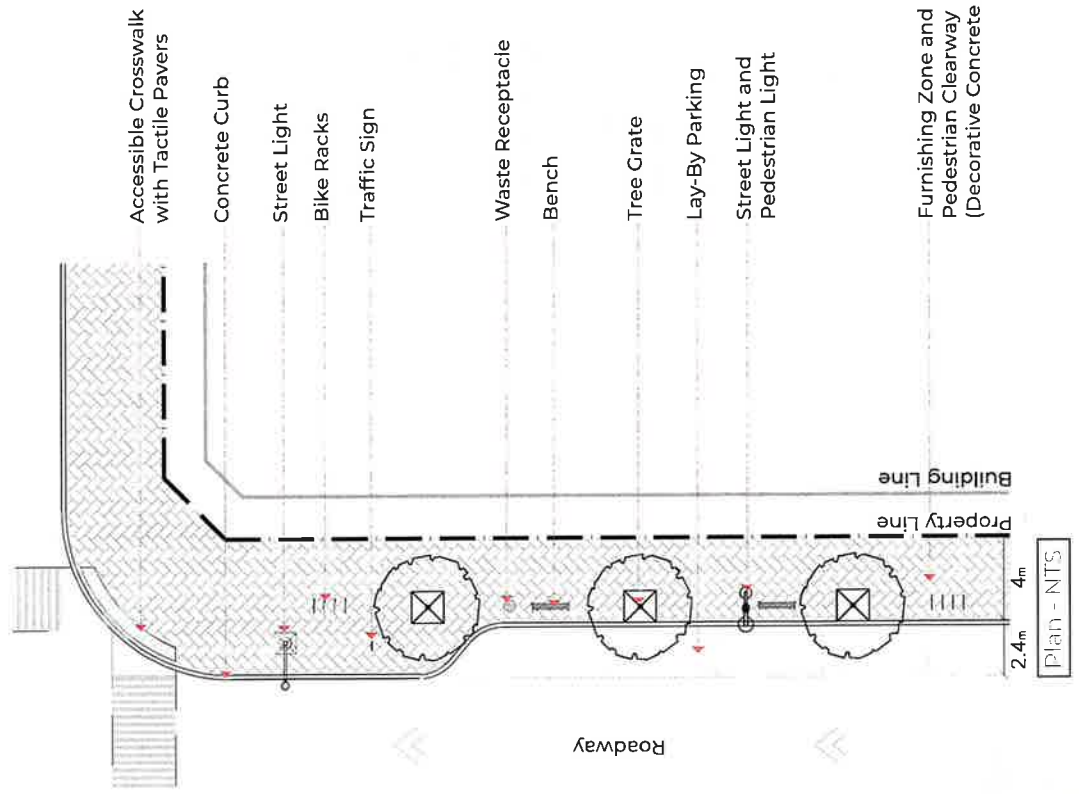 Accessible Crosswalk
with Tactile Pavers
Concrete Curb
Street Light
Bike Racks
Traffic Sign
Waste Receptacle
Bench
Tree Grate
Lay-By Parking
Street Light and
Pedestrian Light
Furnishing Zone and
Pedestrian Clearway
(Decorative Concrete
Building Line
Property Line
4m
2.4m
Plan - NTS
Roadway